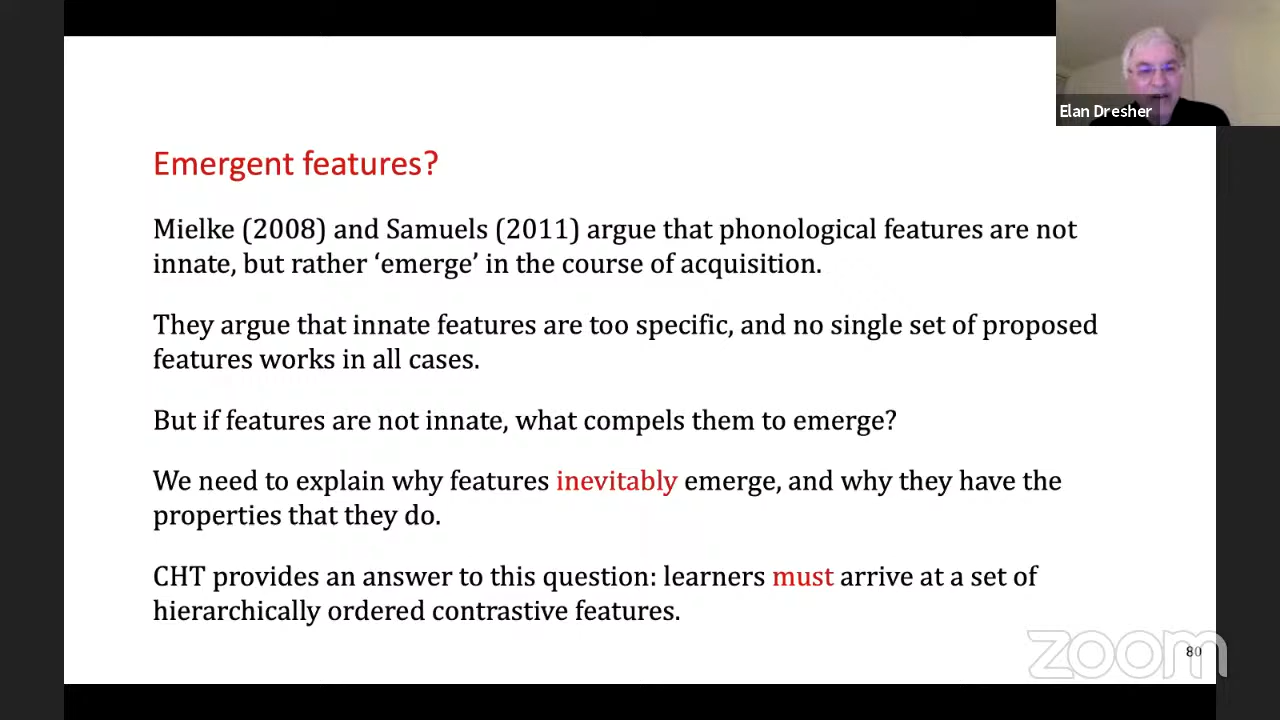 Elan Dresher
Emergent features?
Mielke (2008) and Samuels (2011) argue that phonological features are not
innate, but rather ‘emerge’ in the course of acquisition.
They argue that innate features are too specific, and no single set of proposed
features works in all cases.
But if features are not innate, what compels them to emerge?
We need to explain why features inevitably emerge, and why they have the
properties that they do.
CHT provides an answer to this question: learners must arrive at a set of
hierarchically ordered contrastive features.
zoom
80